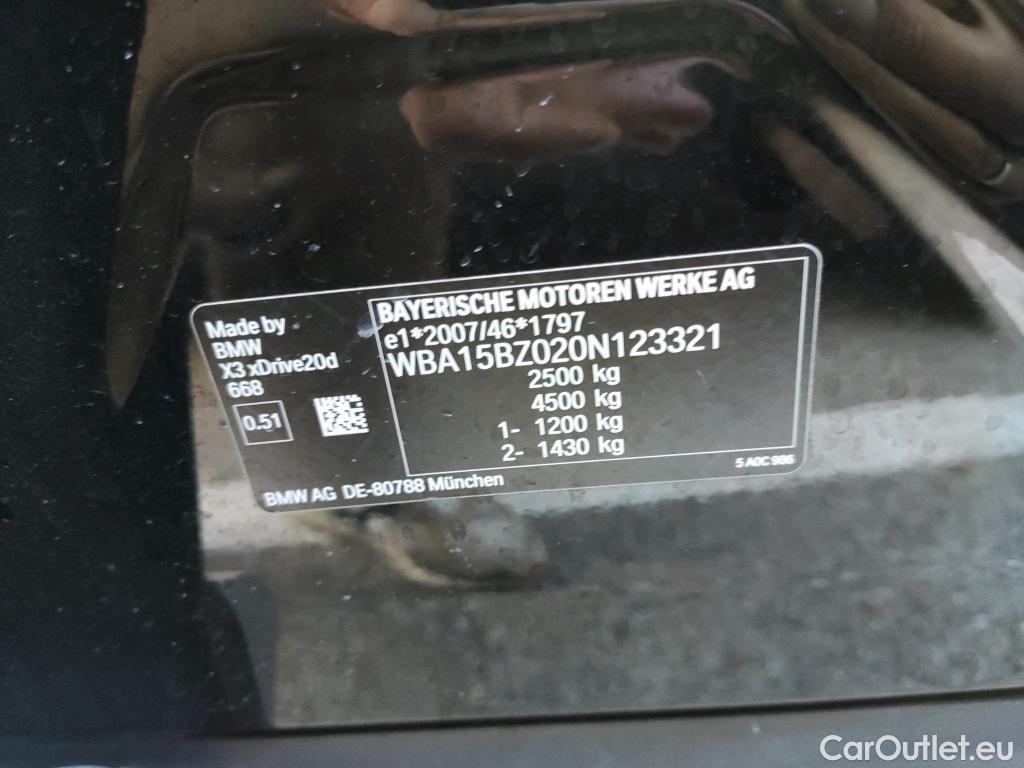 Made by
BMW
X3 xDrive20d
668
0.51
BAYERISCHE MOTOREN WERKE AG
e1*2007/46*1797
WBA15BZ020N123321
2500 kg
4500 kg
1- 1200 kg
2- 1430 kg
5 A0C 986
BMW AG DE-80788 München
CarOutlet.eu